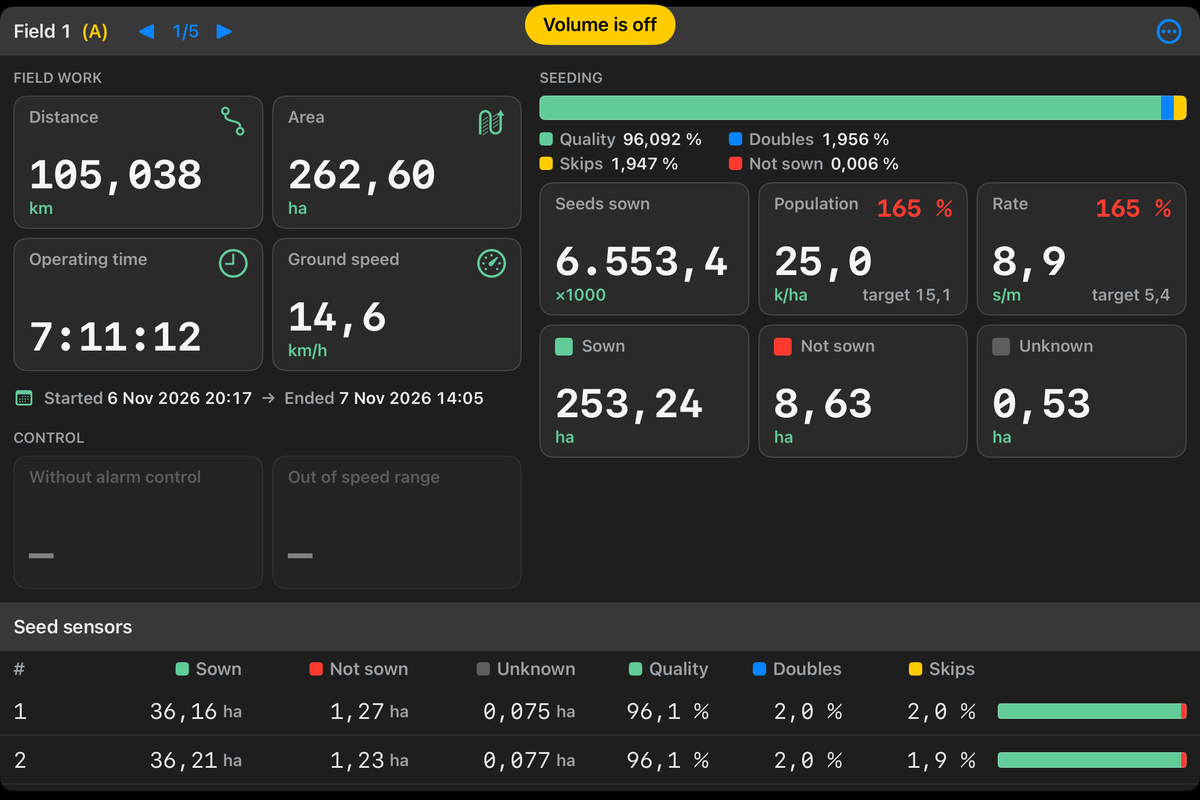 Field 1 (A) 1/5 Volume is off
FIELD WORK
Distance
105,038
km
Area
262,60
ha
Operating time
7:11:12
Ground speed
14,6
km/h
Started 6 Nov 2026 20:17 → Ended 7 Nov 2026 14:05
CONTROL
Without alarm control
—
Out of speed range
—
SEEDING
Quality 96,092 % Doubles 1,956 %
Skips 1,947 % Not sown 0,006 %
Seeds sown
6.553,4
×1000
Population 165 %
25,0
k/ha target 15,1
Rate 165 %
8,9
s/m target 5,4
Sown
253,24
ha
Not sown
8,63
ha
Unknown
0,53
ha
Seed sensors
# Sown Not sown Unknown Quality Doubles Skips
1 36,16 ha 1,27 ha 0,075 ha 96,1 % 2,0 % 2,0 %
2 36,21 ha 1,23 ha 0,077 ha 96,1 % 2,0 % 1,9 %